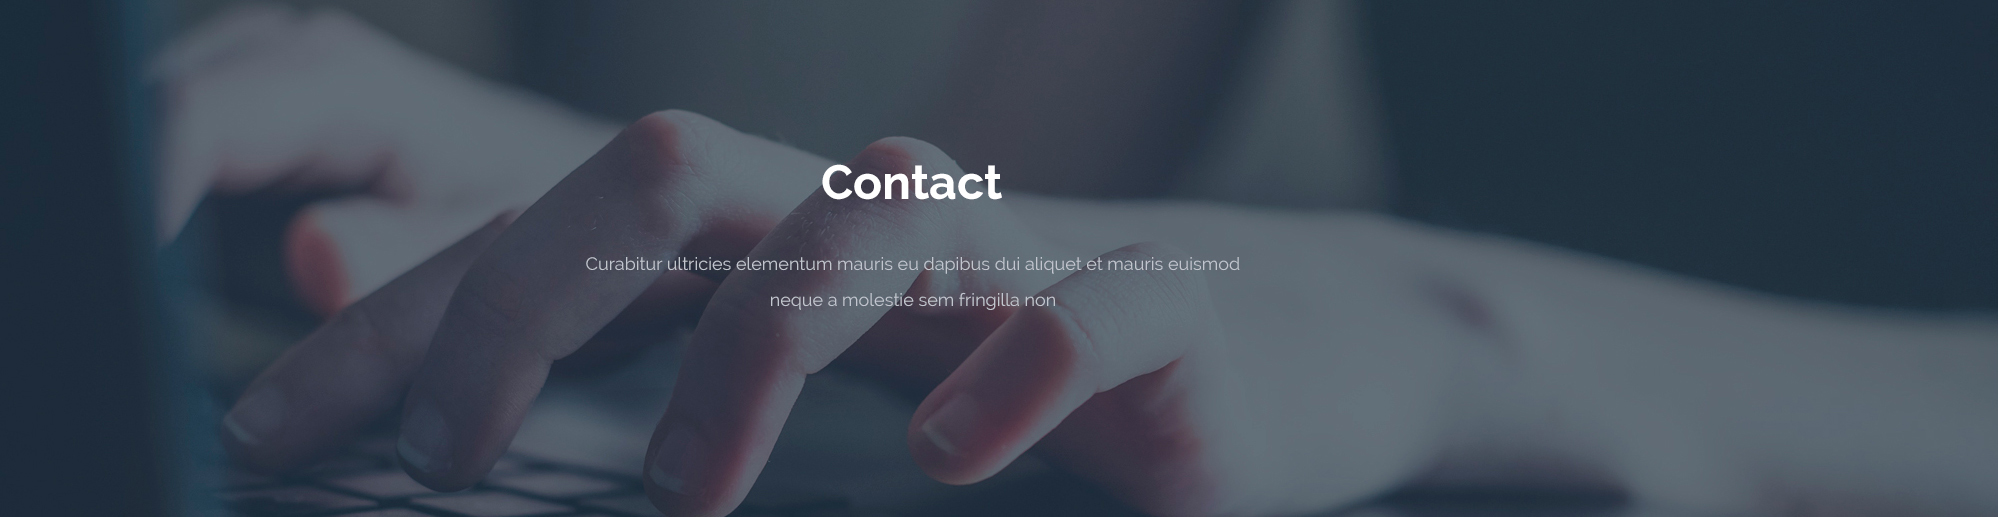 Contact
Curabitur ultricies elementum mauris eu dapibus dui aliquet et mauris euismod
neque a molestie sem fringilla non